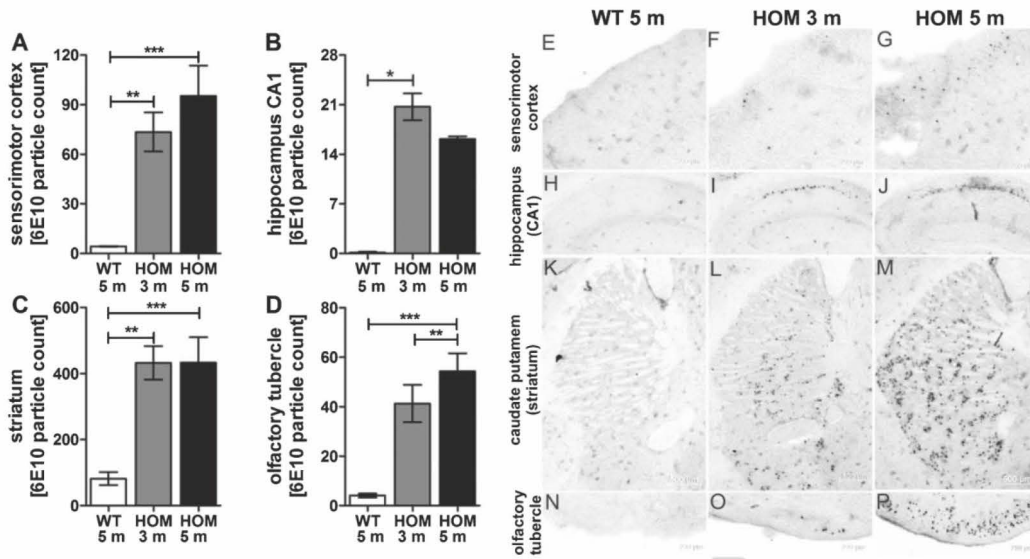 WT 5 m HOM 3 m HOM 5 m
A
sensorimotor cortex
[6E10 particle count]
120
90
60
30
0
***
**
WT HOM HOM
5 m 3 m 5 m
B
hippocampus CA1
[6E10 particle count]
28
21
14
7
0
*
WT HOM HOM
5 m 3 m 5 m
C
striatum
[6E10 particle count]
600
400
200
0
***
**
WT HOM HOM
5 m 3 m 5 m
D
olfactory tubercle
[6E10 particle count]
80
60
40
20
0
***
**
WT HOM HOM
5 m 3 m 5 m
sensorimotor
cortex
E F G
hippocampus
(CA1)
H I J
caudate putamem
(striatum)
K L M
olfactory
tubercle
N O P